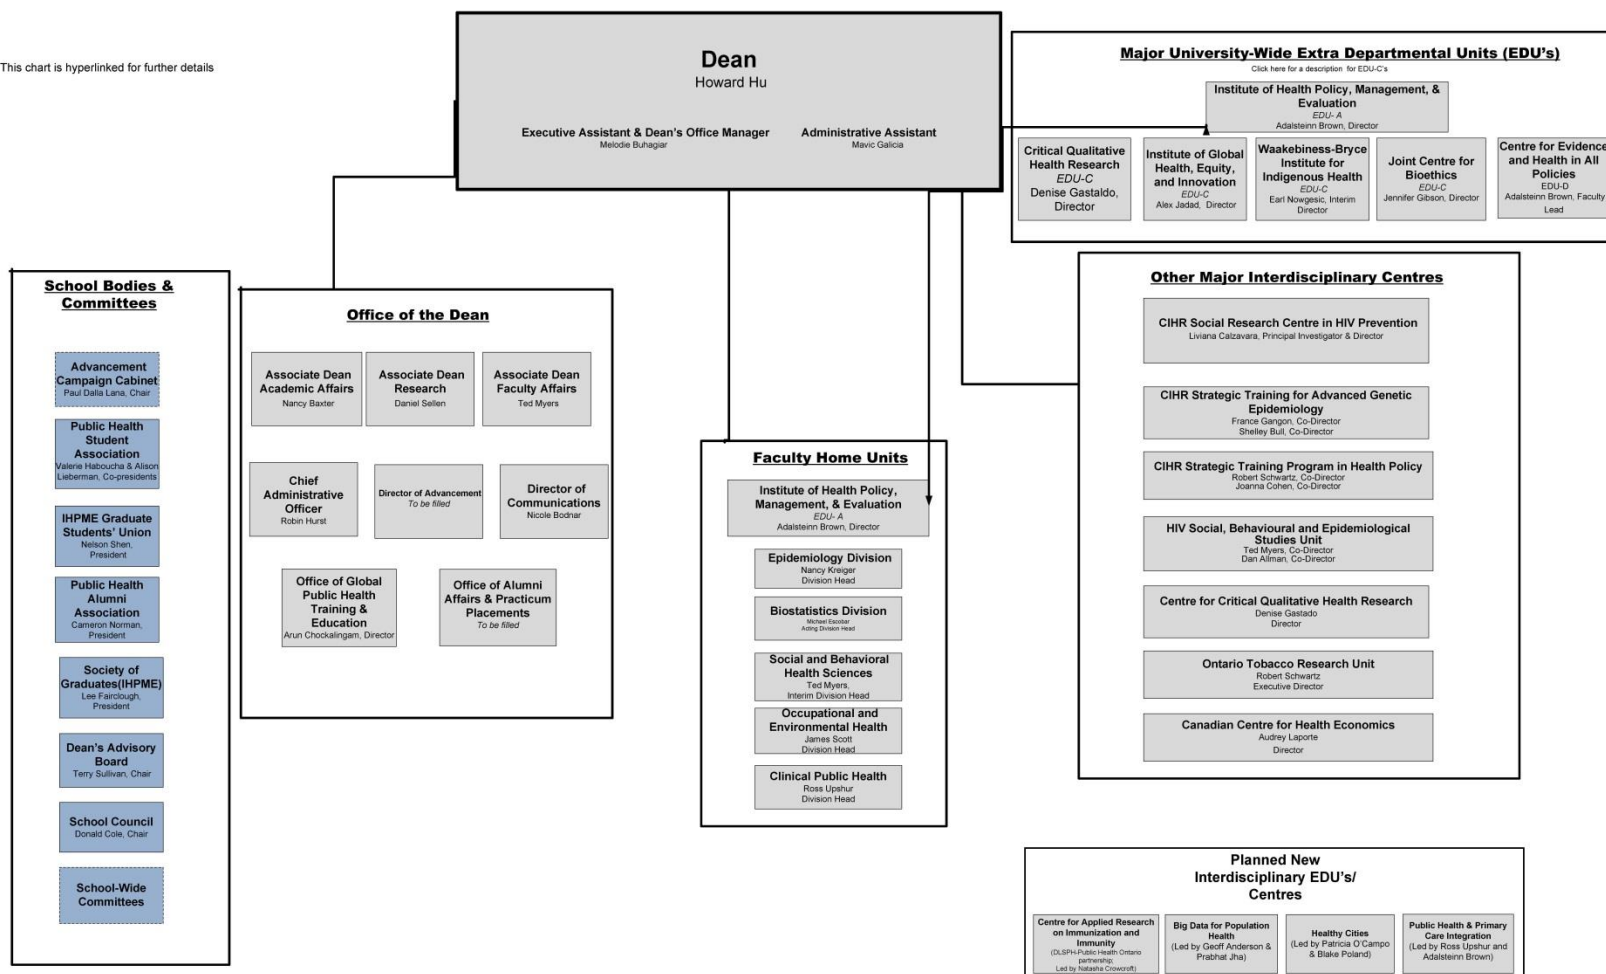 This chart is hyperlinked for further details
Dean
Howard Hu
Executive Assistant & Dean's Office Manager
Melodie Buhagiar
Administrative Assistant
Mavic Galicia
Major University-Wide Extra Departmental Units (EDU's)
Click here for a description for EDU-C's
Institute of Health Policy, Management, &
Evaluation
EDU- A
Adalsteinn Brown, Director
Critical Qualitative
Health Research
EDU-C
Denise Gastaldo,
Director
Institute of Global
Health, Equity,
and Innovation
EDU-C
Alex Jadad, Director
Waakebiness-Bryce
Institute for
Indigenous Health
EDU-C
Earl Nowgesic, Interim
Director
Joint Centre for
Bioethics
EDU-C
Jennifer Gibson, Director
Centre for Evidence
and Health in All
Policies
EDU-D
Adalsteinn Brown, Faculty
Lead
School Bodies &
Committees
Advancement
Campaign Cabinet
Paul Dalla Lana, Chair
Public Health
Student
Association
Valerie Haboucha & Alison
Lieberman, Co-presidents
IHPME Graduate
Students' Union
Nelson Shen,
President
Public Health
Alumni
Association
Cameron Norman,
President
Society of
Graduates(IHPME)
Lee Fairclough,
President
Dean's Advisory
Board
Terry Sullivan, Chair
School Council
Donald Cole, Chair
School-Wide
Committees
Office of the Dean
Associate Dean
Academic Affairs
Nancy Baxter
Associate Dean
Research
Daniel Sellen
Associate Dean
Faculty Affairs
Ted Myers
Chief
Administrative
Officer
Robin Hurst
Director of Advancement
To be filled
Director of
Communications
Nicole Bodnar
Office of Global
Public Health
Training &
Education
Arun Chockalingam, Director
Office of Alumni
Affairs & Practicum
Placements
To be filled
Faculty Home Units
Institute of Health Policy,
Management, & Evaluation
EDU- A
Adalsteinn Brown, Director
Epidemiology Division
Nancy Kreiger
Division Head
Biostatistics Division
Michael Escobar
Acting Division Head
Social and Behavioral
Health Sciences
Ted Myers,
Interim Division Head
Occupational and
Environmental Health
James Scott
Division Head
Clinical Public Health
Ross Upshur
Division Head
Other Major Interdisciplinary Centres
CIHR Social Research Centre in HIV Prevention
Liviana Calzavara, Principal Investigator & Director
CIHR Strategic Training for Advanced Genetic
Epidemiology
France Gangon, Co-Director
Shelley Bull, Co-Director
CIHR Strategic Training Program in Health Policy
Robert Schwartz, Co-Director
Joanna Cohen, Co-Director
HIV Social, Behavioural and Epidemiological
Studies Unit
Ted Myers, Co-Director
Dan Allman, Co-Director
Centre for Critical Qualitative Health Research
Denise Gastado
Director
Ontario Tobacco Research Unit
Robert Schwartz
Executive Director
Canadian Centre for Health Economics
Audrey Laporte
Director
Planned New
Interdisciplinary EDU's/
Centres
Centre for Applied Research
on Immunization and
Immunity
(DLSPH-Public Health Ontario
partnership;
Led by Natasha Crowcroft)
Big Data for Population
Health
(Led by Geoff Anderson &
Prabhat Jha)
Healthy Cities
(Led by Patricia O'Campo
& Blake Poland)
Public Health & Primary
Care Integration
(Led by Ross Upshur and
Adalsteinn Brown)